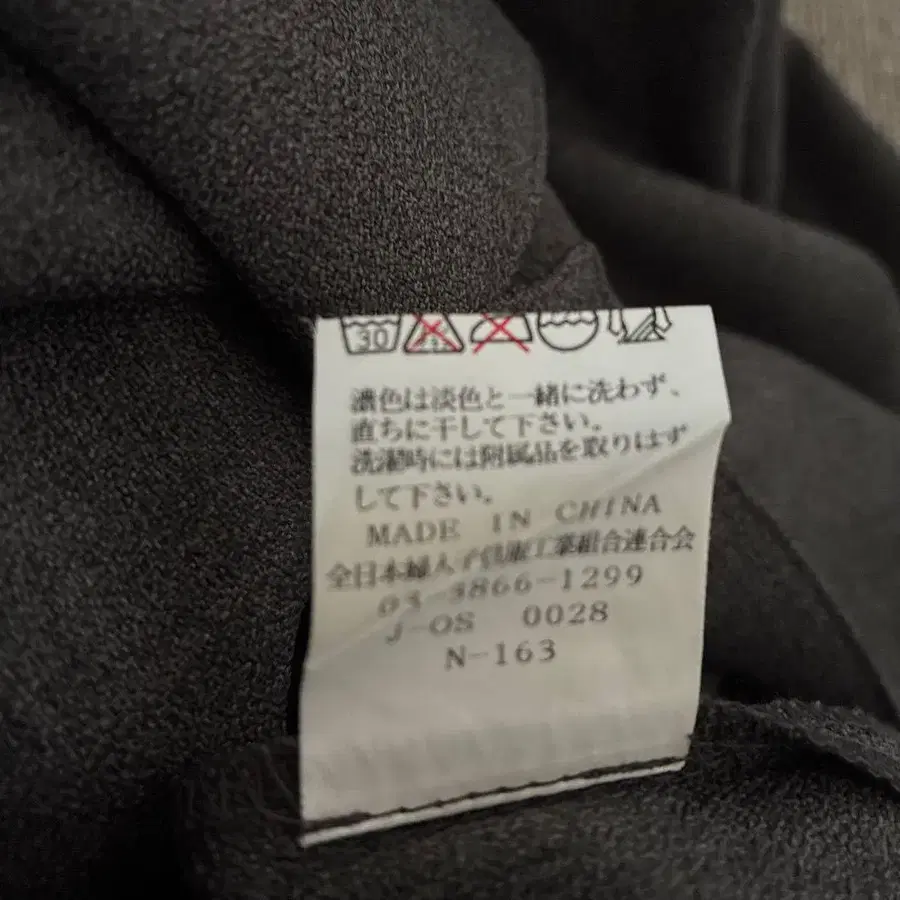 30
濃色は淡色と一緒に洗わず、
直ちに干して下さい。
洗濯時には附属品を取りはず
して下さい。
MADE IN CHINA
全日本婦人子供服工業組合連合会
03-3866-1299
J-OS 0028
N-163